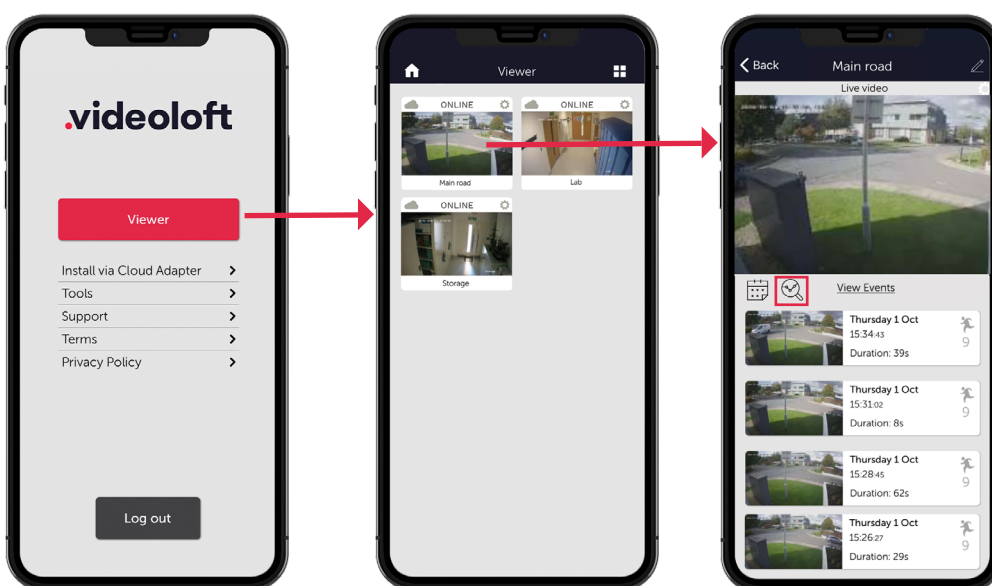 .videoloft
Viewer
Install via Cloud Adapter
Tools
Support
Terms
Privacy Policy
Log out
Viewer
ONLINE
Main road
ONLINE
Lab
ONLINE
Storage
Back
Main road
Live video
View Events
Thursday 1 Oct
15:34:43
9
Duration: 39s
Thursday 1 Oct
15:31:02
9
Duration: 8s
Thursday 1 Oct
15:28:45
9
Duration: 62s
Thursday 1 Oct
15:26:27
9
Duration: 29s